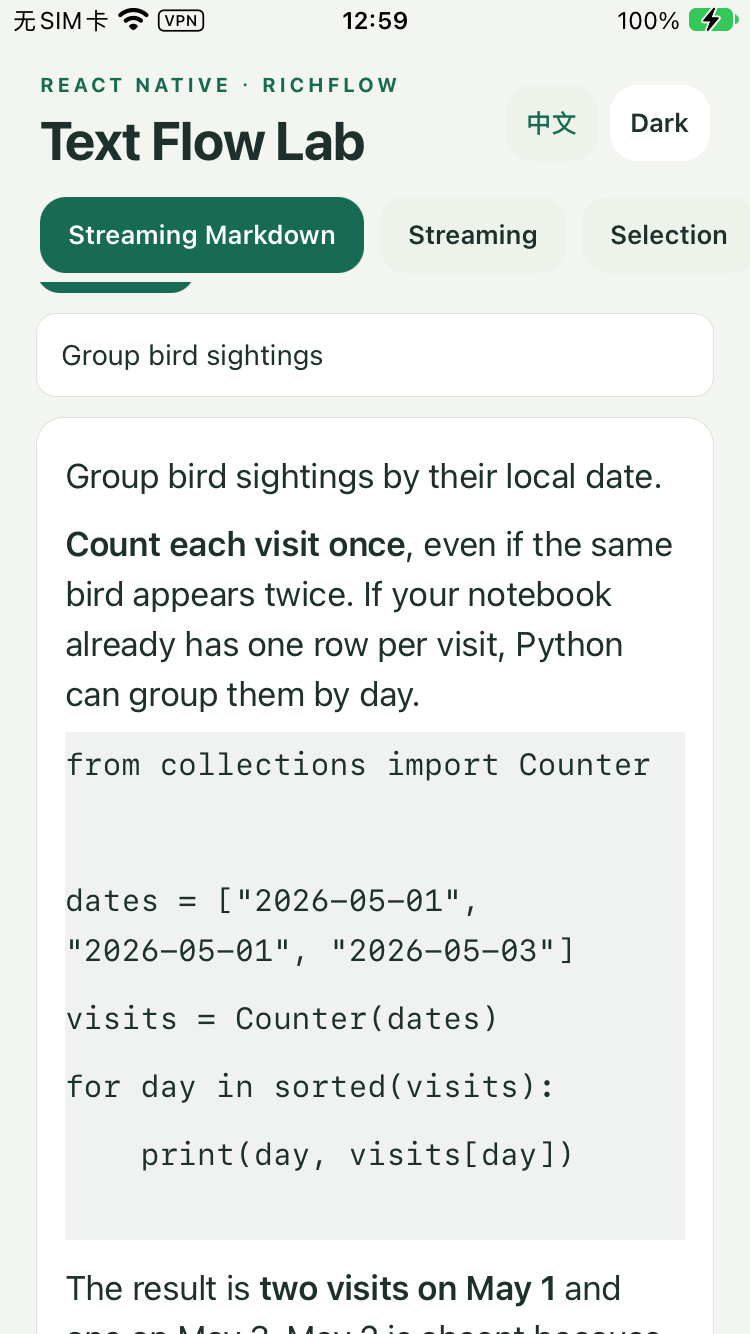 无SIM卡 VPN 12:59 100%
REACT NATIVE · RICHFLOW
Text Flow Lab
中文
Dark
Streaming Markdown
Streaming
Selection
Group bird sightings
Group bird sightings by their local date.
Count each visit once, even if the same
bird appears twice. If your notebook
already has one row per visit, Python
can group them by day.
from collections import Counter
dates = ["2026-05-01",
"2026-05-01", "2026-05-03"]
visits = Counter(dates)
for day in sorted(visits):
    print(day, visits[day])
The result is two visits on May 1 and